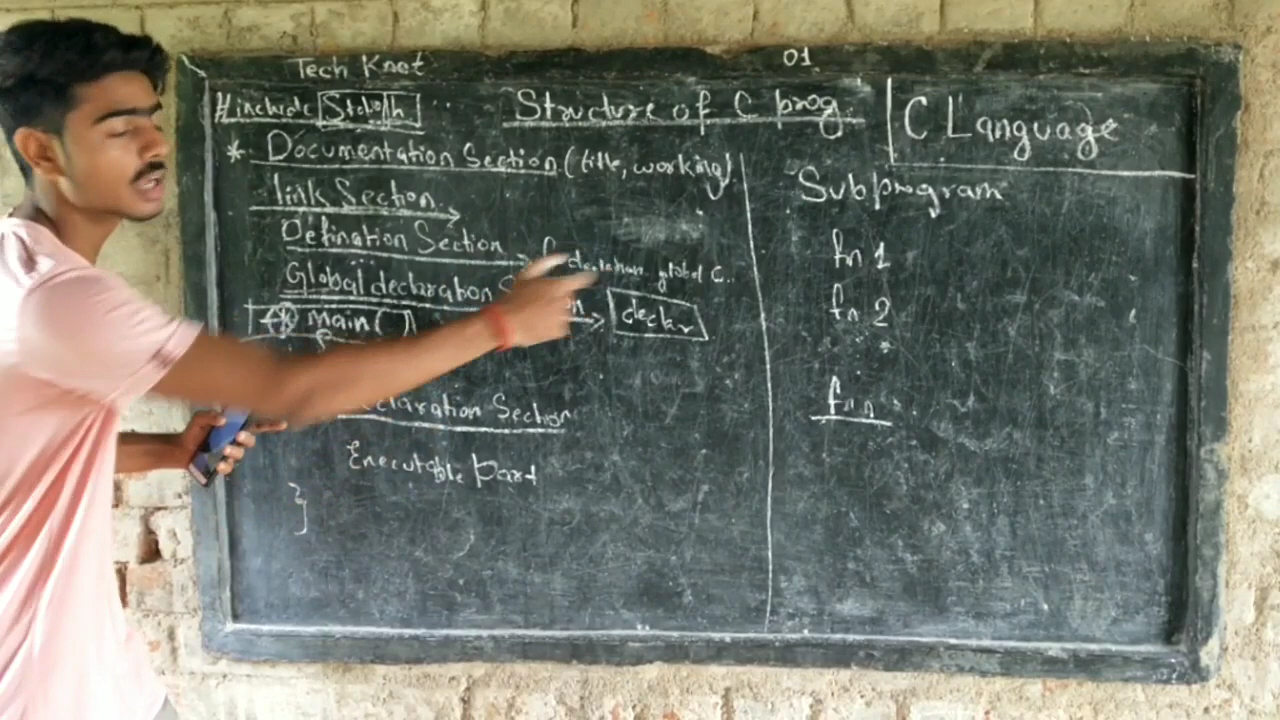 Tech Knot
01
#include Stdio.h ..
Structure of C prog.
C Language
* Documentation Section (title, working)
link Section
Defination Section
global C..
Global declaration
main()
declar
Section
Executable Part
}
Subprogram
fn 1
fn 2
fn n